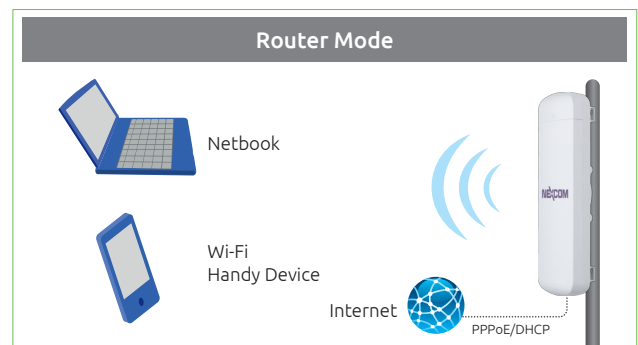 Router Mode
Netbook
NEXCOM
Wi-Fi
Handy Device
Internet
PPPoE/DHCP